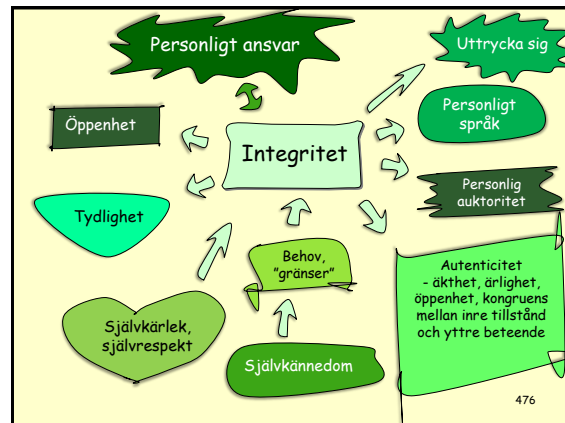 Personligt ansvar
Uttrycka sig
Öppenhet
Personligt
språk
Integritet
Personlig
auktoritet
Tydlighet
Behov,
"gränser"
Autenticitet
- äkthet, ärlighet,
öppenhet, kongruens
mellan inre tillstånd
och yttre beteende
Självkärlek,
självrespekt
Självkännedom
476